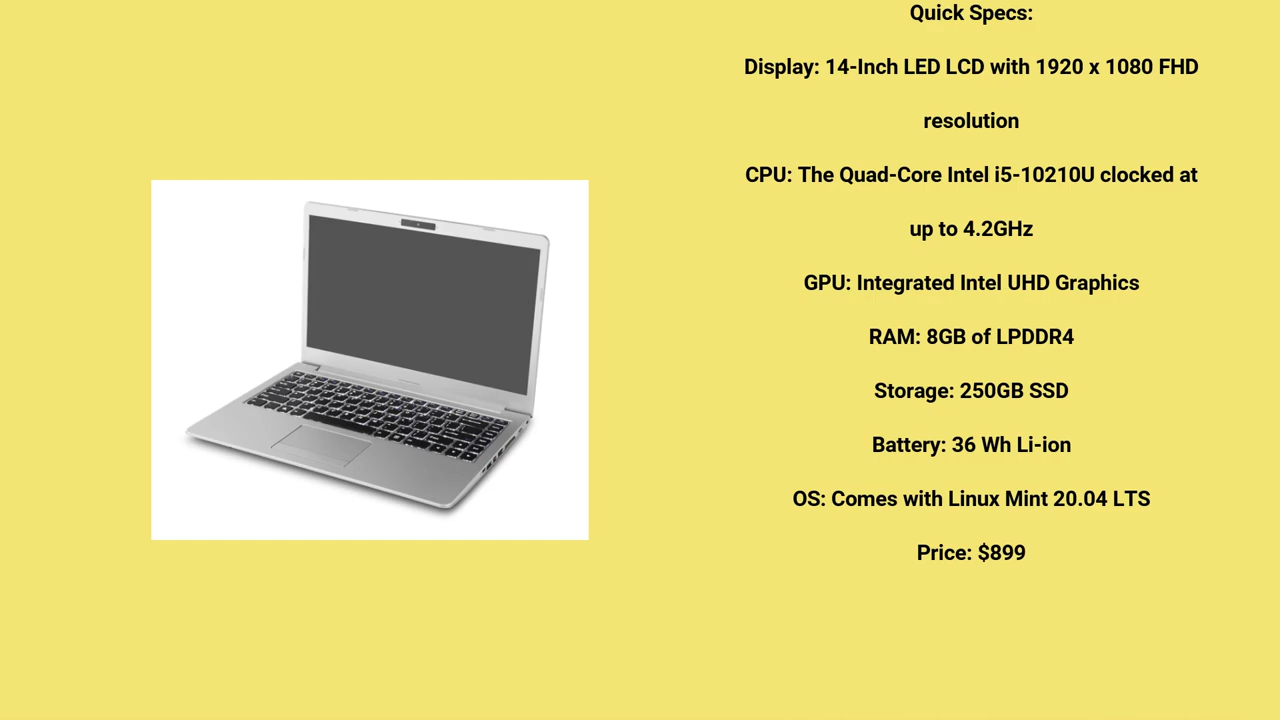 Quick Specs:
Display: 14-Inch LED LCD with 1920 x 1080 FHD
resolution
CPU: The Quad-Core Intel i5-10210U clocked at
up to 4.2GHz
GPU: Integrated Intel UHD Graphics
RAM: 8GB of LPDDR4
Storage: 250GB SSD
Battery: 36 Wh Li-ion
OS: Comes with Linux Mint 20.04 LTS
Price: $899